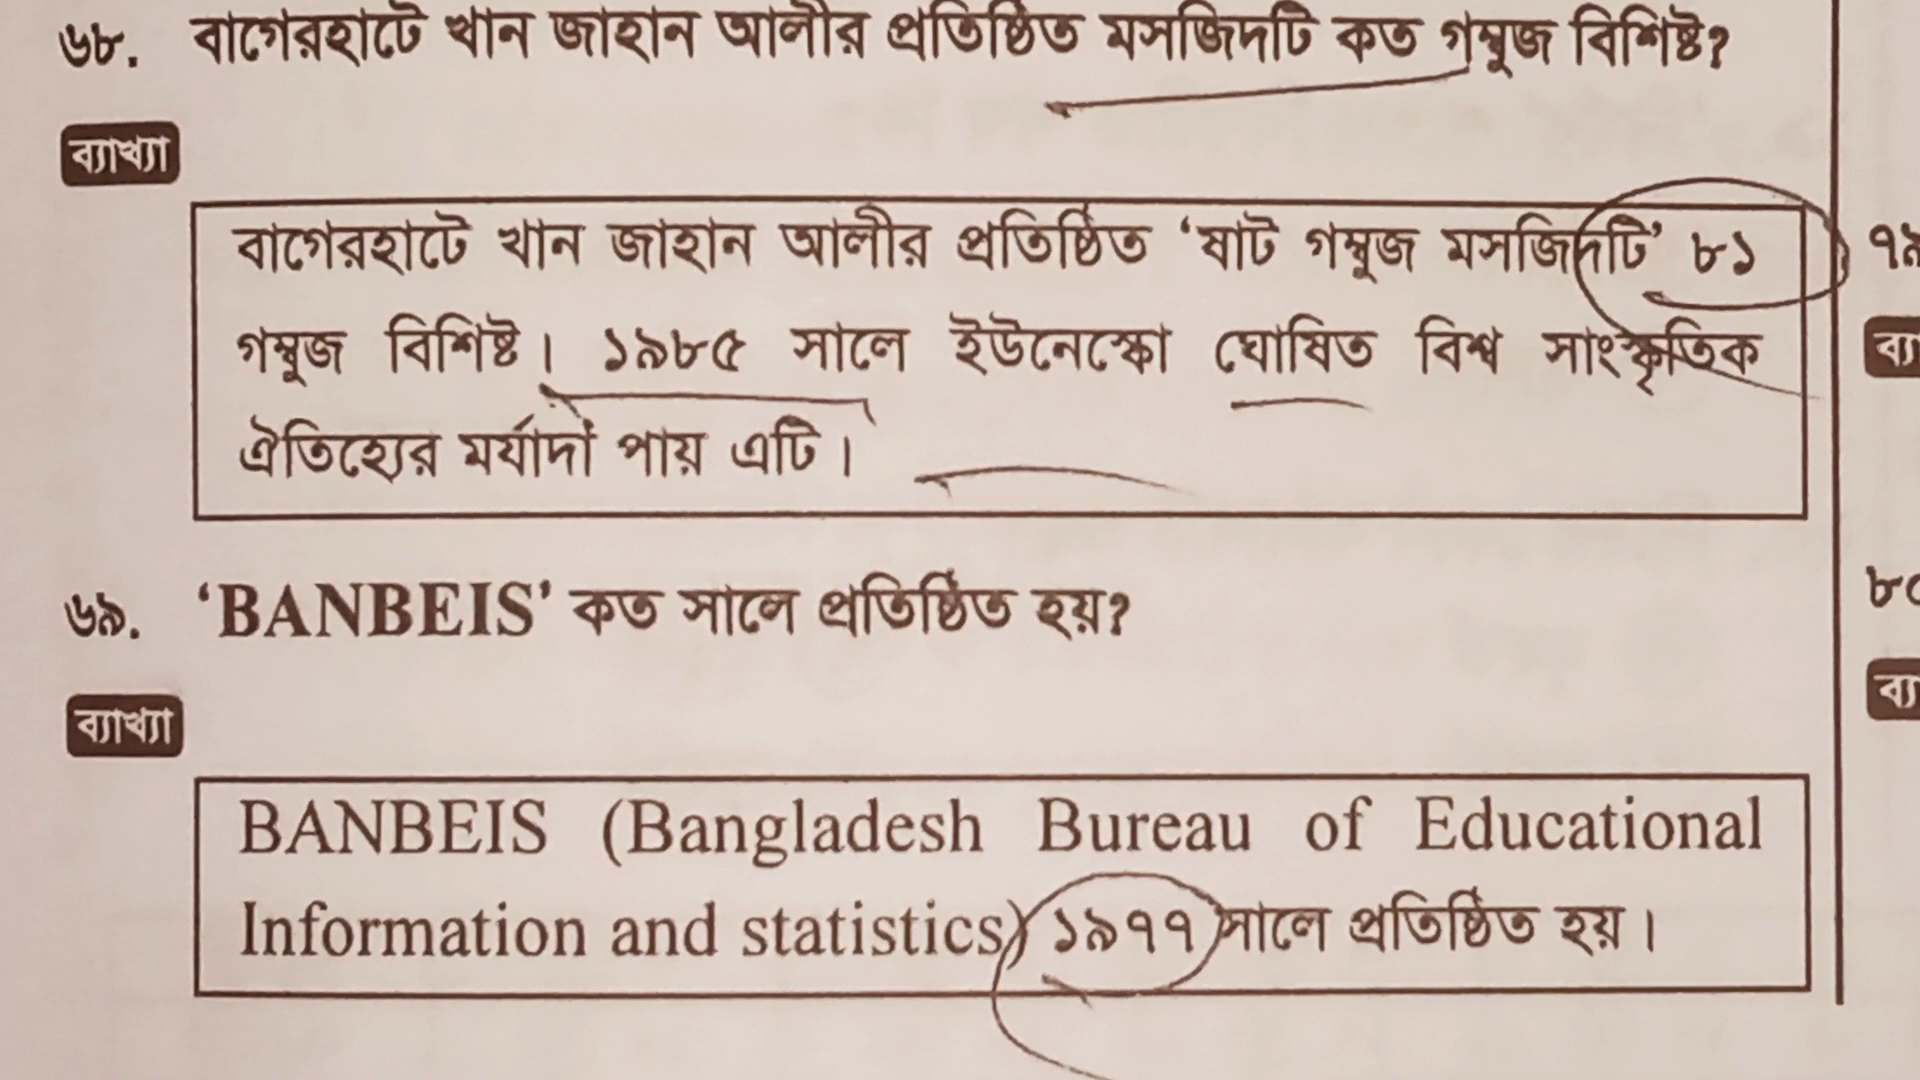 ৬৮. বাগেরহাটে খান জাহান আলীর প্রতিষ্ঠিত মসজিদটি কত গম্বুজ বিশিষ্ট?
ব্যাখ্যা
বাগেরহাটে খান জাহান আলীর প্রতিষ্ঠিত ‘ষাট গম্বুজ মসজিদটি’ ৮১
গম্বুজ বিশিষ্ট। ১৯৮৫ সালে ইউনেস্কো ঘোষিত বিশ্ব সাংস্কৃতিক
ঐতিহ্যের মর্যাদা পায় এটি।
৬৯. ‘BANBEIS’ কত সালে প্রতিষ্ঠিত হয়?
ব্যাখ্যা
BANBEIS (Bangladesh Bureau of Educational
Information and statistics) ১৯৭৭ সালে প্রতিষ্ঠিত হয়।